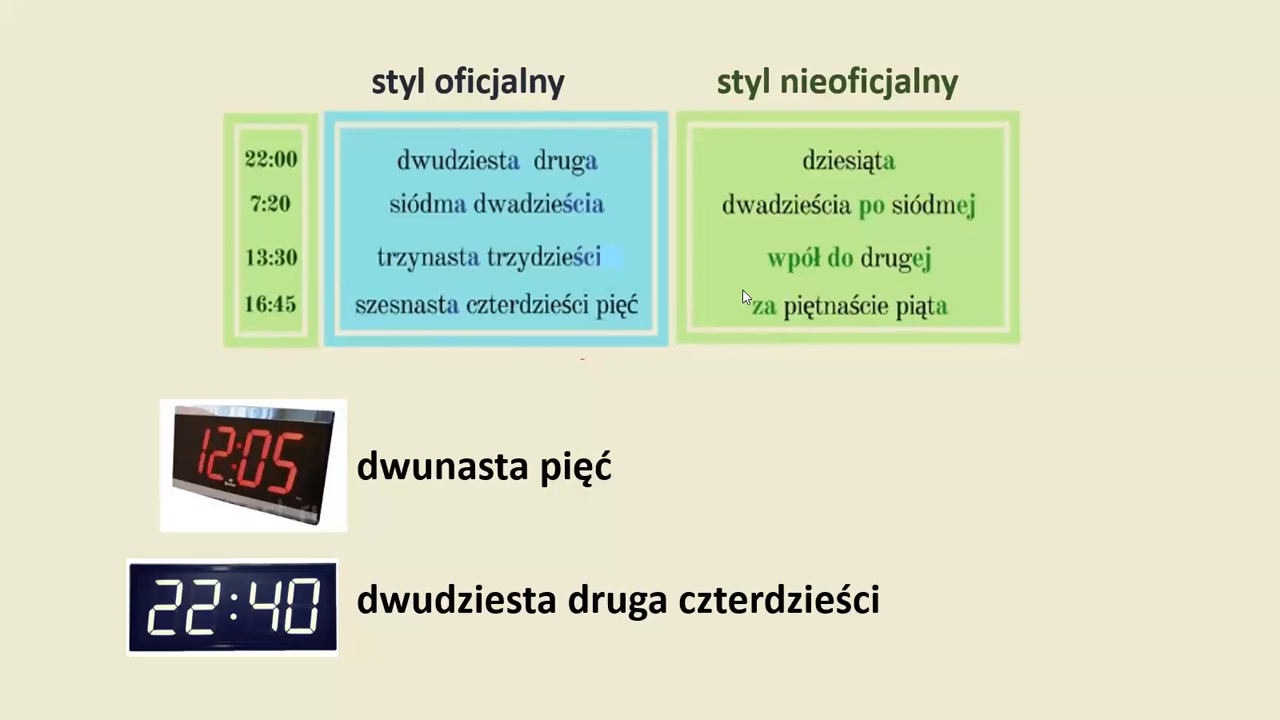 styl oficjalny styl nieoficjalny
22:00 dwudziesta druga dziesiąta
7:20 siódma dwadzieścia dwadzieścia po siódmej
13:30 trzynasta trzydzieści wpół do drugej
16:45 szesnasta czterdzieści pięć za piętnaście piąta
12:05 dwunasta pięć
22:40 dwudziesta druga czterdzieści